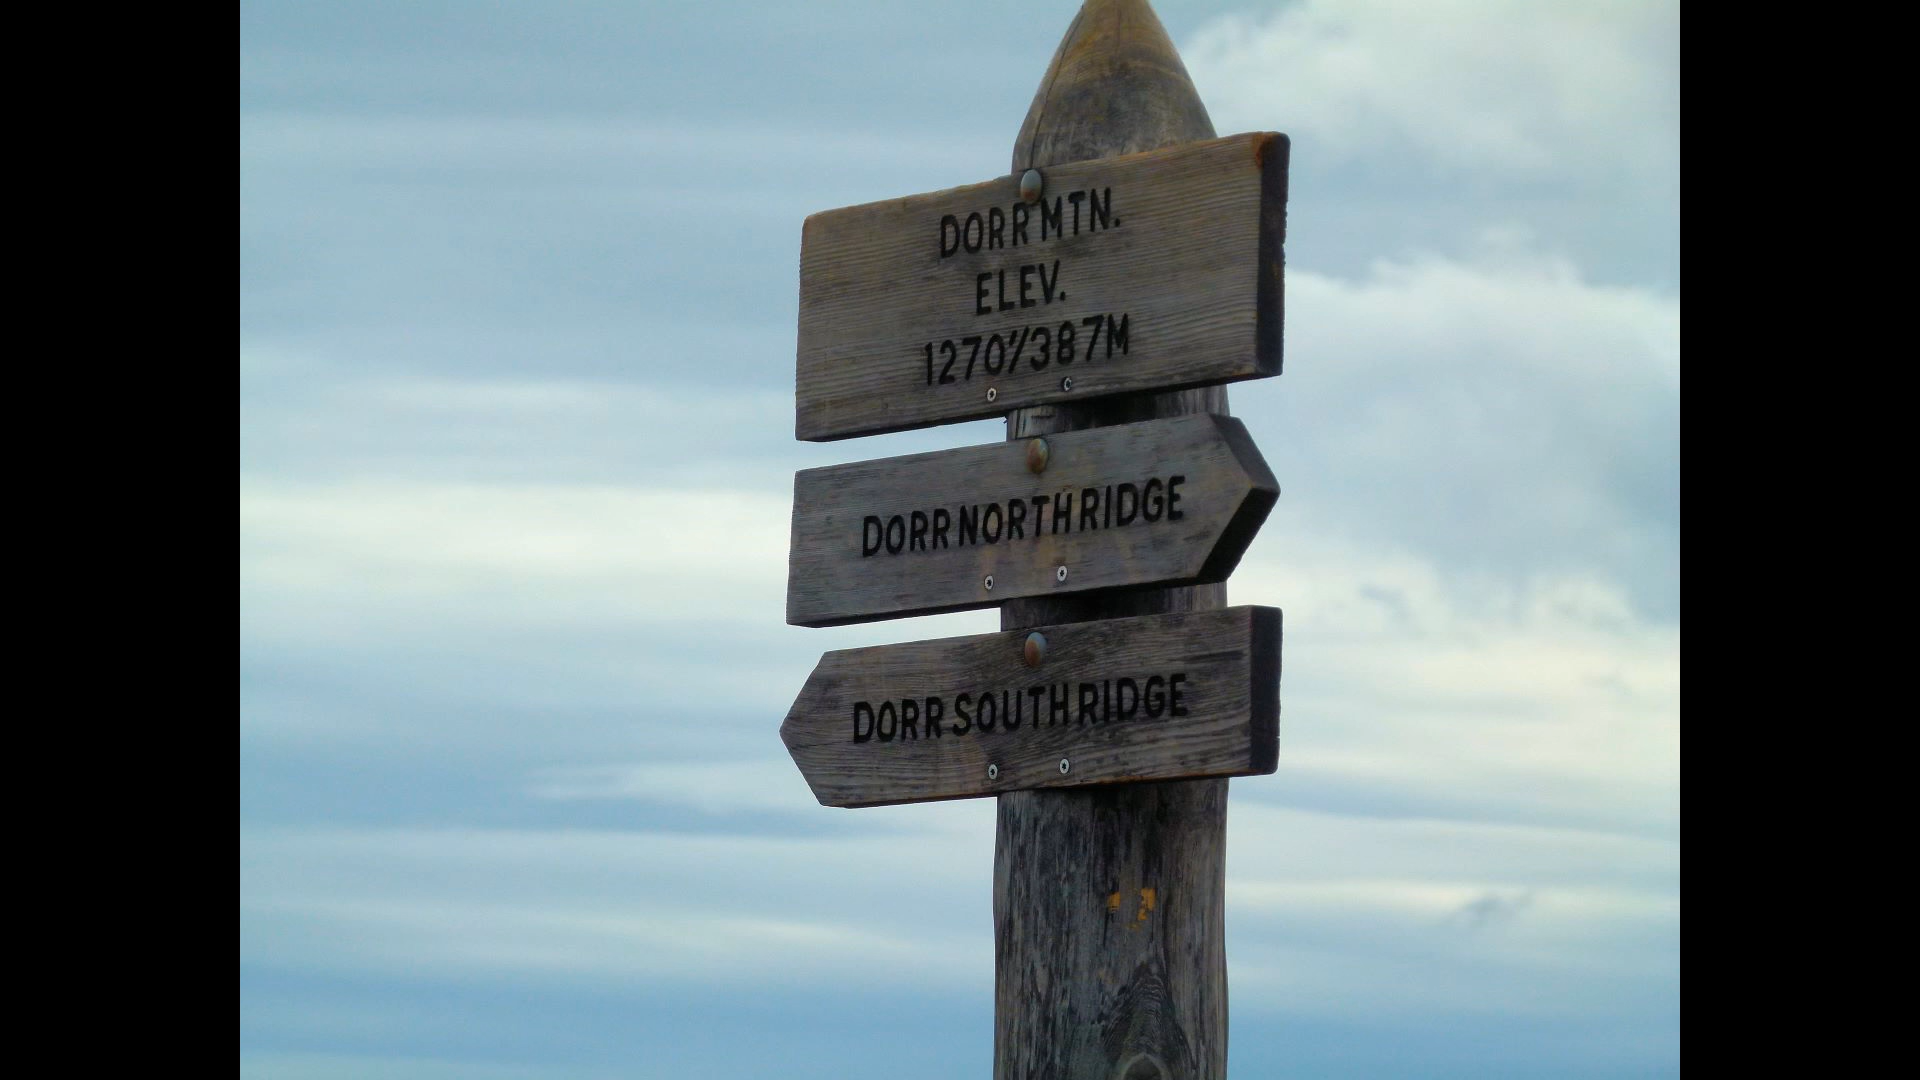 DORR MTN.
ELEV.
1270'/387M
DORR NORTH RIDGE
DORR SOUTH RIDGE